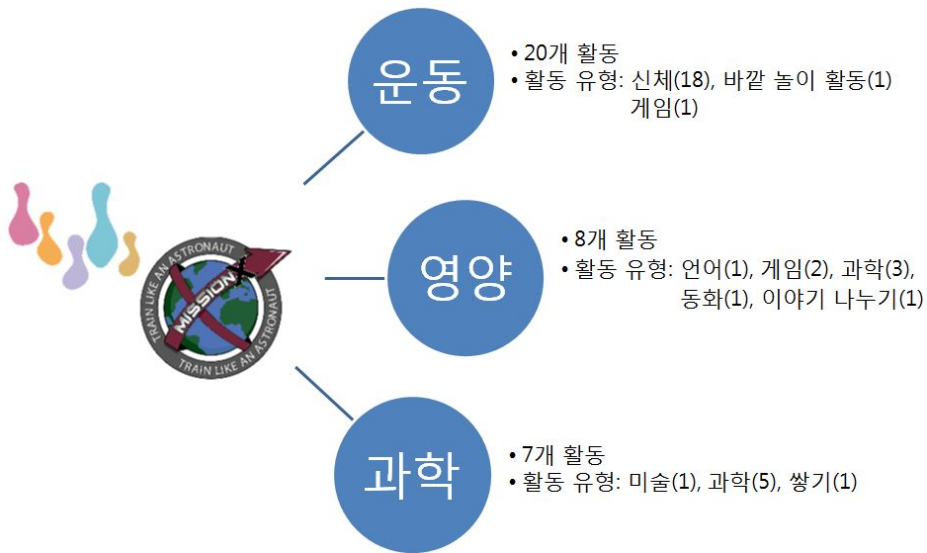 운동
• 20개 활동
• 활동 유형: 신체(18), 바깥 놀이 활동(1)
게임(1)
TRAIN LIKE AN ASTRONAUT
MISSION X
TRAIN LIKE AN ASTRONAUT
영양
• 8개 활동
• 활동 유형: 언어(1), 게임(2), 과학(3),
동화(1), 이야기 나누기(1)
과학
• 7개 활동
• 활동 유형: 미술(1), 과학(5), 쌓기(1)